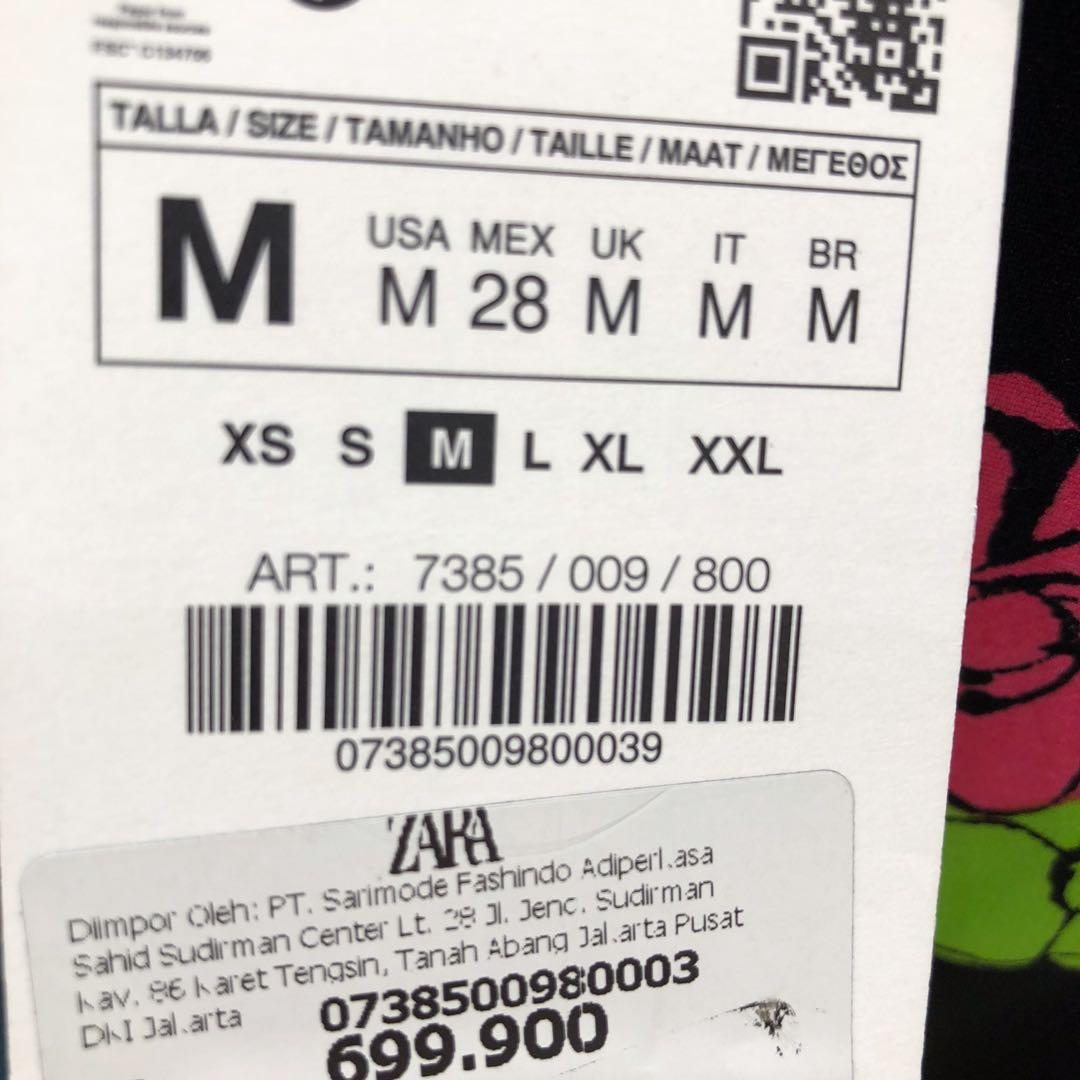 FSC® C194766
TALLA / SIZE / TAMANHO / TAILLE / MAAT / ΜΕΓΕΘΟΣ
M USA MEX UK IT BR
M 28 M M M
XS S M L XL XXL
ART.: 7385 / 009 / 800
07385009800039
ZARA
Diimpor Oleh: PT. Sarimode Fashindo Adiperkasa
Sahid Sudirman Center Lt. 28 Jl. Jend. Sudirman
Kav. 86 Karet Tengsin, Tanah Abang Jakarta Pusat
DKI Jakarta
0738500980003
699.900